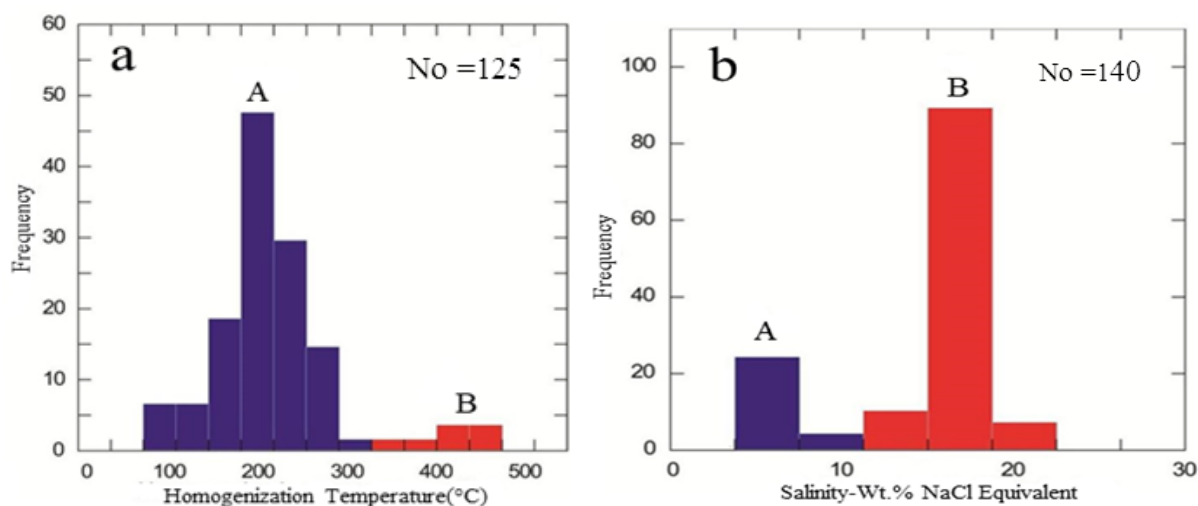 a
No =125
A
B
60
50
40
30
20
10
0
Frequency
0 100 200 300 400 500
Homogenization Temperature(°C)
b
No =140
B
A
100
80
60
40
20
0
Frequency
0 10 20 30
Salinity-Wt.% NaCl Equivalent